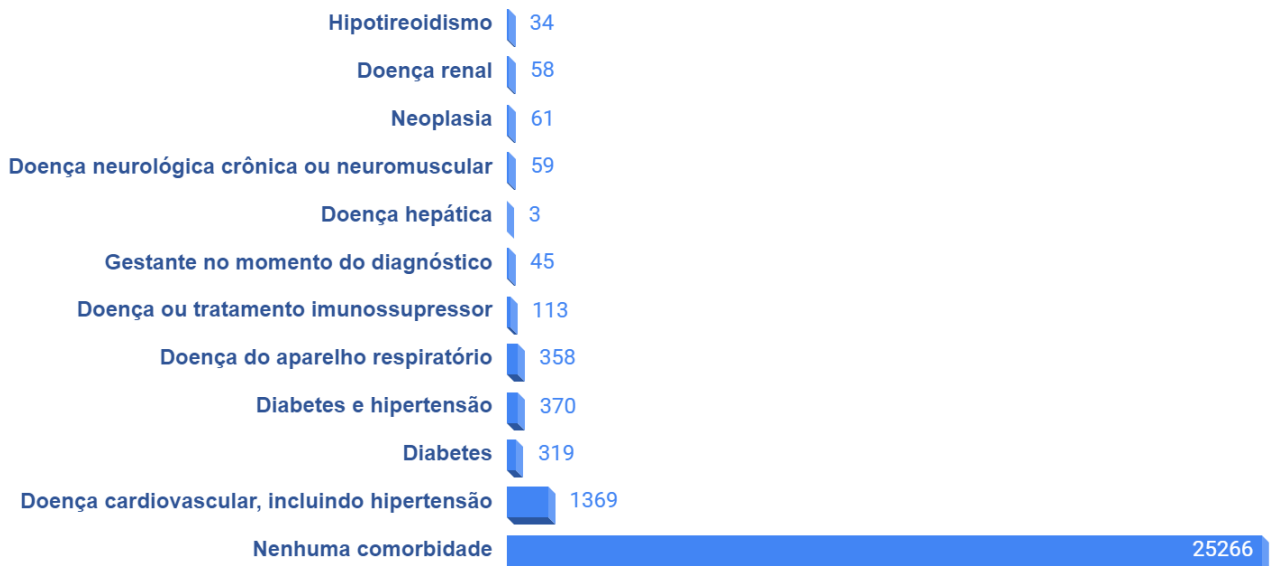 Hipotireoidismo 34
Doença renal 58
Neoplasia 61
Doença neurológica crônica ou neuromuscular 59
Doença hepática 3
Gestante no momento do diagnóstico 45
Doença ou tratamento imunossupressor 113
Doença do aparelho respiratório 358
Diabetes e hipertensão 370
Diabetes 319
Doença cardiovascular, incluindo hipertensão 1369
Nenhuma comorbidade 25266